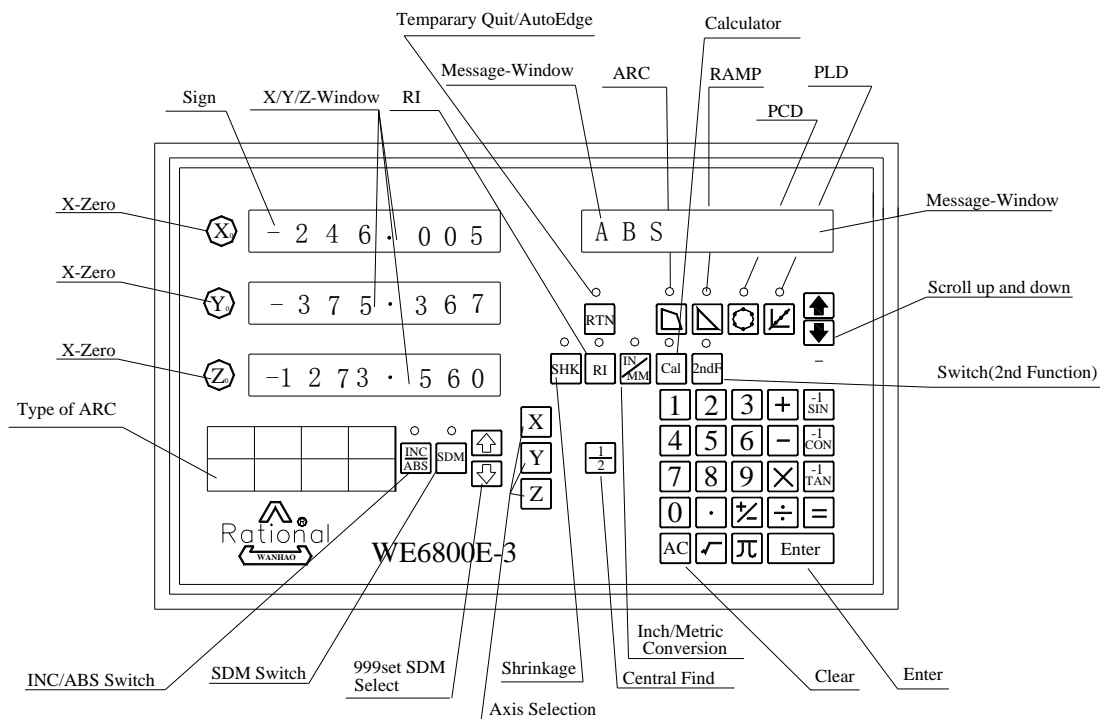 Temparary Quit/AutoEdge
Calculator
Message-Window
ARC
RAMP
PLD
Sign
X/Y/Z-Window
RI
PCD
X-Zero
Message-Window
X0
-246.005
ABS
X-Zero
Y0
-375.367
Scroll up and down
RTN
X-Zero
Z0
-1273.560
SHK
RI
IN/MM
Cal
2ndF
Switch(2nd Function)
Type of ARC
INC/ABS
SDM
X
Y
Z
1/2
1 2 3 + SIN-1
4 5 6 - CON-1
7 8 9 × TAN-1
0 . +/- ÷ =
AC √ π Enter
Rational®
WANHAO
WE6800E-3
INC/ABS Switch
SDM Switch
999set SDM
Select
Axis Selection
Shrinkage
Central Find
Inch/Metric
Conversion
Clear
Enter